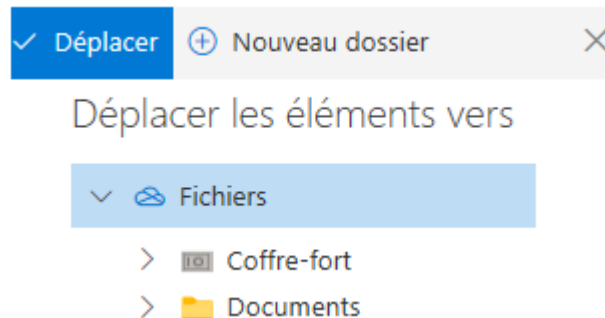 Déplacer Nouveau dossier
Déplacer les éléments vers
Fichiers
Coffre-fort
Documents